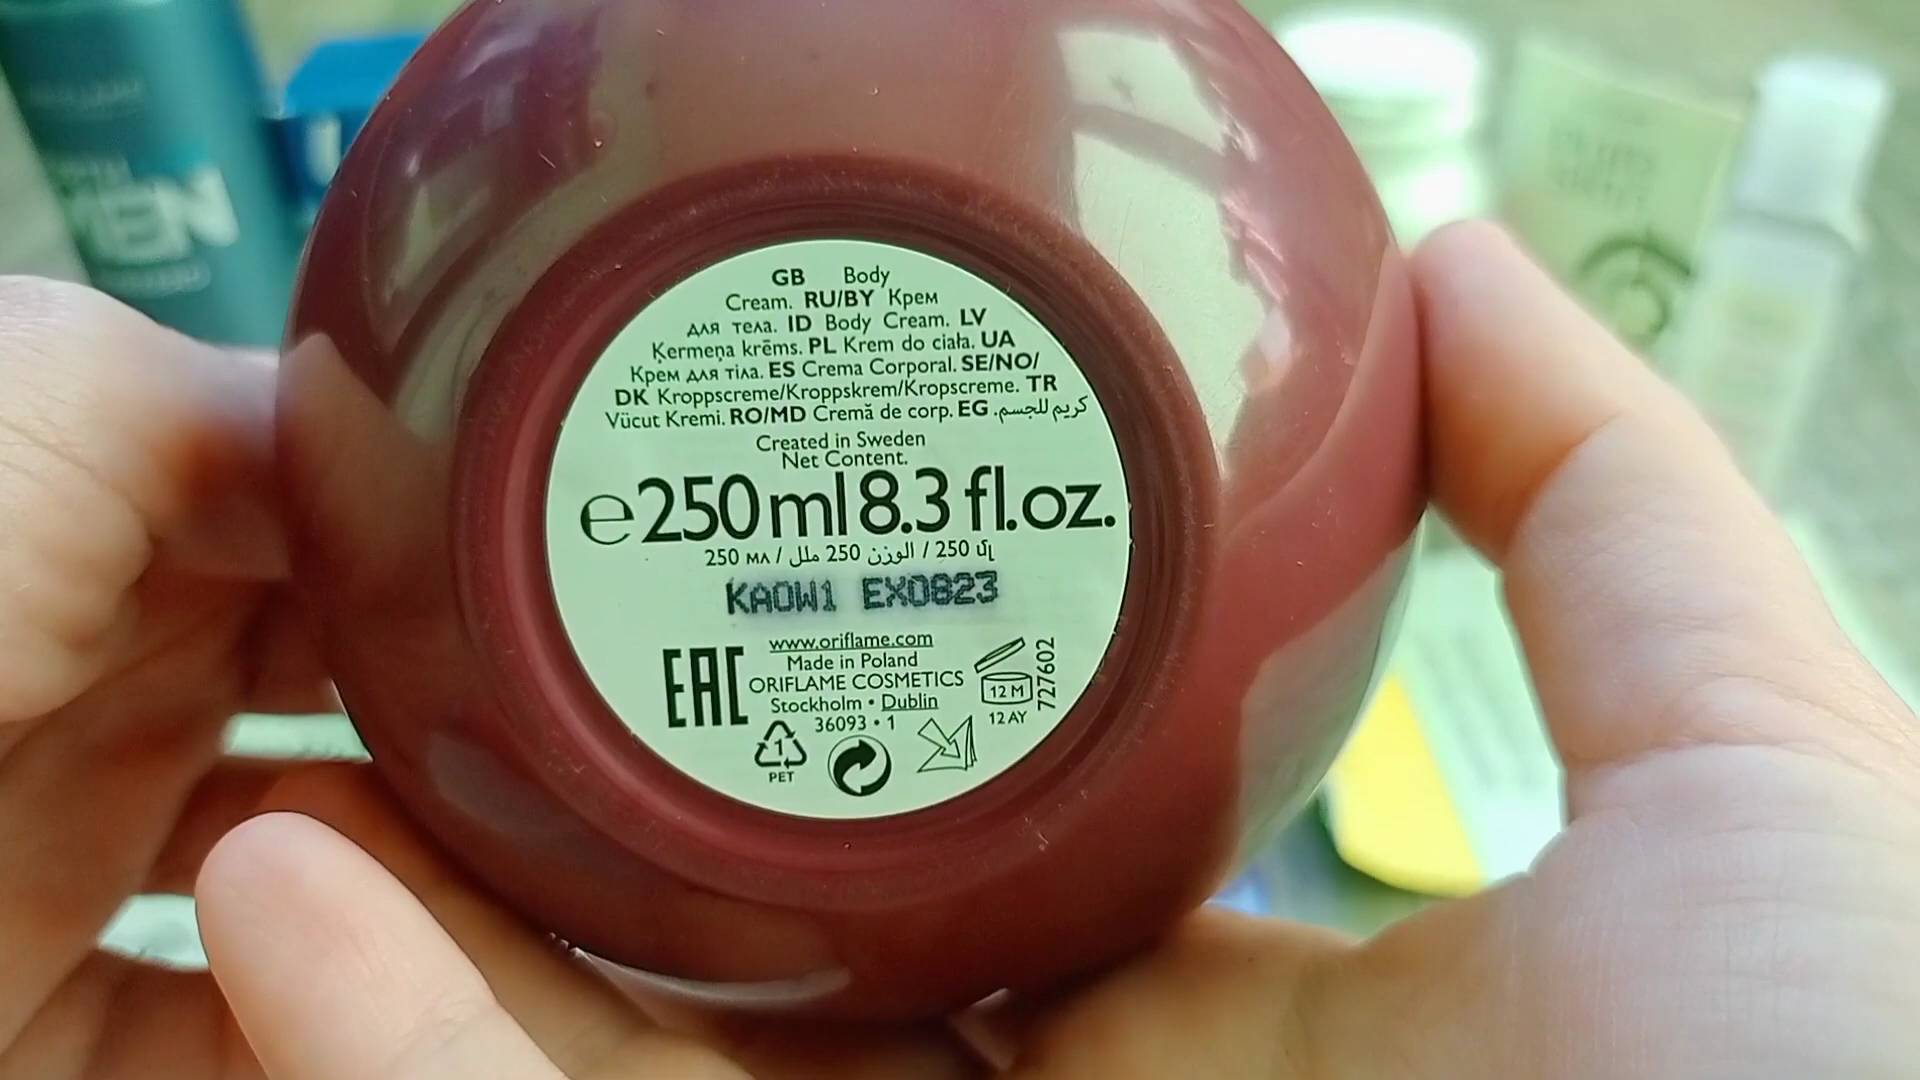 GB Body
Cream. RU/BY Крем
для тела. ID Body Cream. LV
Ķermeņa krēms. PL Krem do ciała. UA
Крем для тіла. ES Crema Corporal. SE/NO/
DK Kroppscreme/Kroppskrem/Kropscreme. TR
Vücut Kremi. RO/MD Cremă de corp. EG كريم للجسم.
Created in Sweden
Net Content.
e 250 ml 8.3 fl.oz.
250 мл / الوزن 250 ملل / 250 մլ
KAOW1 EX0823
www.oriflame.com
Made in Poland
EAC
ORIFLAME COSMETICS
Stockholm • Dublin
36093 • 1
12 M
12 AY
727602
1
PET
MEN